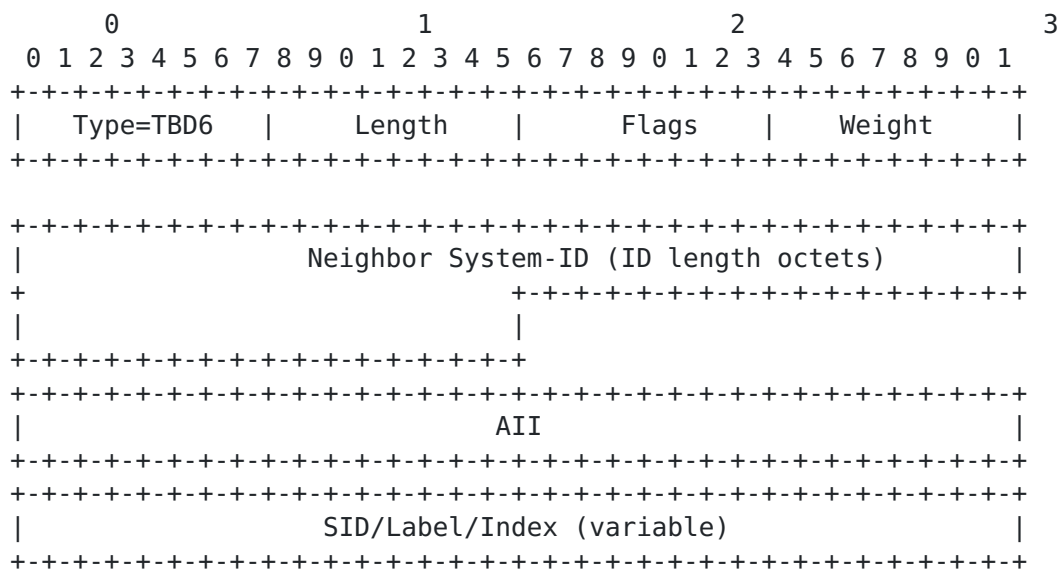 0                   1                   2                   3
0 1 2 3 4 5 6 7 8 9 0 1 2 3 4 5 6 7 8 9 0 1 2 3 4 5 6 7 8 9 0 1
+-+-+-+-+-+-+-+-+-+-+-+-+-+-+-+-+-+-+-+-+-+-+-+-+-+-+-+-+-+-+-+-+
|   Type=TBD6   |     Length    |      Flags    |    Weight     |
+-+-+-+-+-+-+-+-+-+-+-+-+-+-+-+-+-+-+-+-+-+-+-+-+-+-+-+-+-+-+-+-+
+-+-+-+-+-+-+-+-+-+-+-+-+-+-+-+-+-+-+-+-+-+-+-+-+-+-+-+-+-+-+-+-+
|                  Neighbor System-ID (ID length octets)        |
+                               +-+-+-+-+-+-+-+-+-+-+-+-+-+-+-+-+
|                               |
+-+-+-+-+-+-+-+-+-+-+-+-+-+-+-+-+
+-+-+-+-+-+-+-+-+-+-+-+-+-+-+-+-+-+-+-+-+-+-+-+-+-+-+-+-+-+-+-+-+
|                              AII                              |
+-+-+-+-+-+-+-+-+-+-+-+-+-+-+-+-+-+-+-+-+-+-+-+-+-+-+-+-+-+-+-+-+
+-+-+-+-+-+-+-+-+-+-+-+-+-+-+-+-+-+-+-+-+-+-+-+-+-+-+-+-+-+-+-+-+
|                   SID/Label/Index (variable)                  |
+-+-+-+-+-+-+-+-+-+-+-+-+-+-+-+-+-+-+-+-+-+-+-+-+-+-+-+-+-+-+-+-+